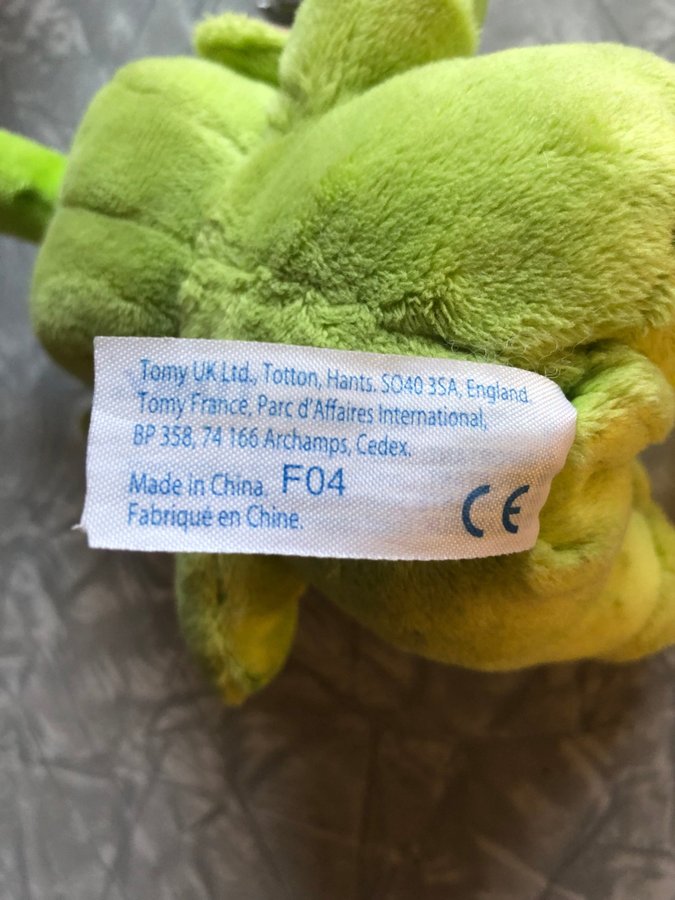 Tomy UK Ltd., Totton, Hants. SO40 3SA, England.
Tomy France, Parc d'Affaires International,
BP 358, 74 166 Archamps, Cedex.
Made in China. F04
Fabriqué en Chine.
CE